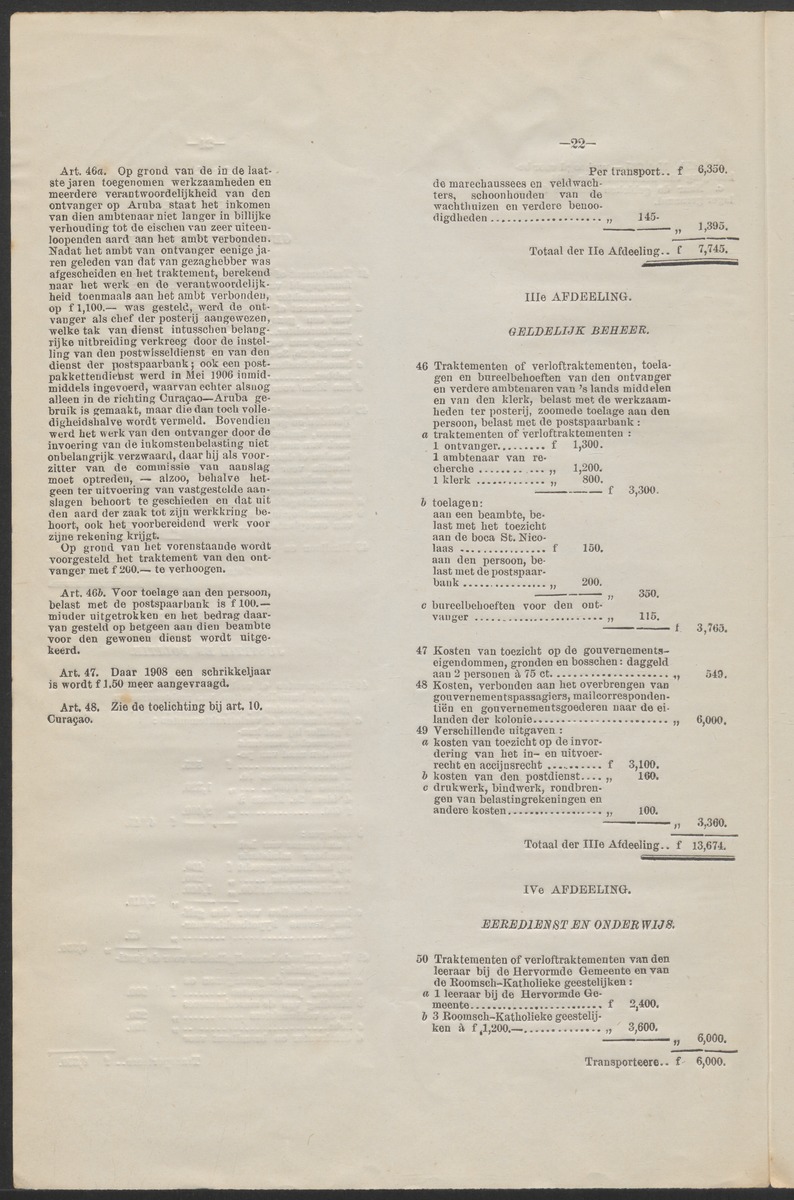 —22—
Art. 46a. Op grond van de in de laat-
ste jaren toegenomen werkzaamheden en
meerdere verantwoordelijkheid van den
ontvanger op Aruba staat het inkomen
van dien ambtenaar niet langer in billijke
verhouding tot de eischen van zeer uiteen-
loopenden aard aan het ambt verbonden.
Nadat het ambt van ontvanger eenige ja-
ren geleden van dat van gezaghebber was
afgescheiden en het traktement, berekend
naar het werk en de verantwoordelijk-
heid toenmaals aan het ambt verbonden,
op f 1,100.— was gesteld, werd de ont-
vanger als chef der posterij aangewezen,
welke tak van dienst intusschen belang-
rijke uitbreiding verkreeg door de instel-
ling van den postwisseldienst en van den
dienst der postspaarbank; ook een post-
pakkettendienst werd in Mei 1906 inmid-
middels ingevoerd, waarvan echter alsnog
alleen in de richting Curaçao—Aruba ge-
bruik is gemaakt, maar die dan toch volle-
digheidshalve wordt vermeld. Bovendien
werd het werk van den ontvanger door de
invoering van de inkomstenbelasting niet
onbelangrijk verzwaard, daar hij als voor-
zitter van de commissie van aanslag
moet optreden, — alzoo, behalve het-
geen ter uitvoering van vastgestelde aan-
slagen behoort te geschieden en dat uit
den aard der zaak tot zijn werkkring be-
hoort, ook het voorbereidend werk voor
zijne rekening krijgt.
Op grond van het vorenstaande wordt
voorgesteld het traktement van den ont-
vanger met f 200.— te verhoogen.
Art. 46b. Voor toelage aan den persoon,
belast met de postspaarbank is f 100.—
minder uitgetrokken en het bedrag daar-
van gesteld op hetgeen aan dien beambte
voor den gewonen dienst wordt uitge-
keerd.
Art. 47. Daar 1908 een schrikkeljaar
is wordt f 1.50 meer aangevraagd.
Art. 48. Zie de toelichting bij art. 10.
Curaçao.
Per transport.. f 6,350.
de marechaussees en veldwach-
ters, schoonhouden van de
wachthuizen en verdere benoo-
digdheden .................... „ 145.
„ 1,395.
Totaal der IIe Afdeeling.. f 7,745.
IIIe AFDEELING.
GELDELIJK BEHEER.
46 Traktementen of verloftraktementen, toela-
gen en bureelbehoeften van den ontvanger
en verdere ambtenaren van 's lands middelen
en van den klerk, belast met de werkzaam-
heden ter posterij, zoomede toelage aan den
persoon, belast met de postspaarbank :
a traktementen of verloftraktementen :
1 ontvanger......... f 1,300.
1 ambtenaar van re-
cherche ............ „ 1,200.
1 klerk ............. „ 800.
f 3,300.
b toelagen:
aan een beambte, be-
last met het toezicht
aan de boca St. Nico-
laas ................ f 150.
aan den persoon, be-
last met de postspaar-
bank ................ „ 200.
„ 350.
c bureelbehoeften voor den ont-
vanger ........................ „ 115.
f 3,765.
47 Kosten van toezicht op de gouvernements-
eigendommen, gronden en bosschen: daggeld
aan 2 personen à 75 ct...................... „ 549.
48 Kosten, verbonden aan het overbrengen van
gouvernementspassagiers, mailcorresponden-
tiën en gouvernementsgoederen naar de ei-
landen der kolonie......................... „ 6,000.
49 Verschillende uitgaven :
a kosten van toezicht op de invor-
dering van het in- en uitvoer-
recht en accijnsrecht .......... f 3,100.
b kosten van den postdienst.... „ 160.
c drukwerk, bindwerk, rondbren-
gen van belastingrekeningen en
andere kosten.................. „ 100.
„ 3,360.
Totaal der IIIe Afdeeling.. f 13,674.
IVe AFDEELING.
EEREDIENST EN ONDERWIJS.
50 Traktementen of verloftraktementen van den
leeraar bij de Hervormde Gemeente en van
de Roomsch-Katholieke geestelijken :
a 1 leeraar bij de Hervormde Ge-
meente......................... f 2,400.
b 3 Roomsch-Katholieke geestelij-
ken à f 1,200.—............... „ 3,600.
„ 6,000.
Transporteere.. f 6,000.